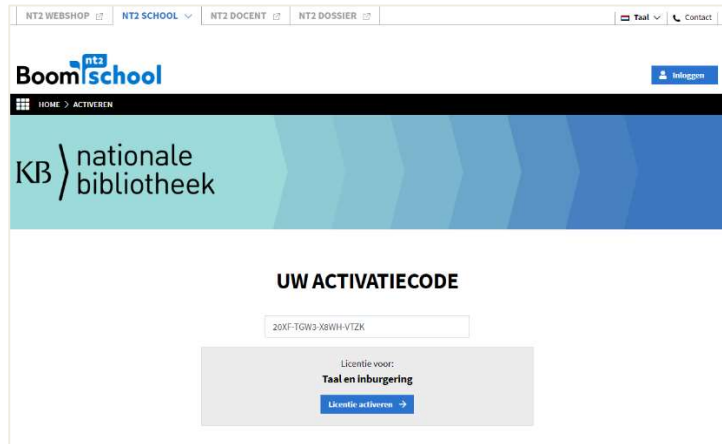 NT2 WEBSHOP NT2 SCHOOL NT2 DOCENT NT2 DOSSIER Taal Contact
nt2
Boom school Inloggen
HOME > ACTIVEREN
KB nationale
bibliotheek
UW ACTIVATIECODE
20XF-TGW3-X8WH-VTZK
Licentie voor:
Taal en inburgering
Licentie activeren →